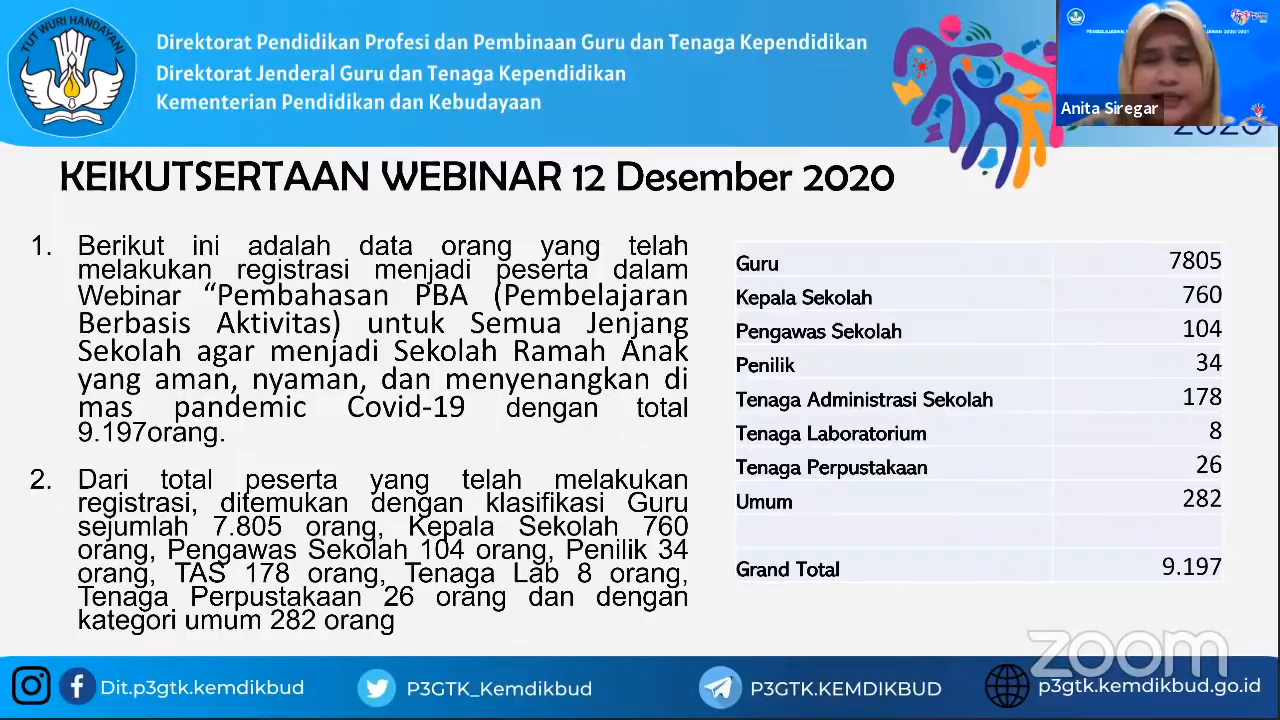 TUT WURI HANDAYANI
Direktorat Pendidikan Profesi dan Pembinaan Guru dan Tenaga Kependidikan
Direktorat Jenderal Guru dan Tenaga Kependidikan
Kementerian Pendidikan dan Kebudayaan
Anita Siregar
KEIKUTSERTAAN WEBINAR 12 Desember 2020
1. Berikut ini adalah data orang yang telah
melakukan registrasi menjadi peserta dalam
Webinar “Pembahasan PBA (Pembelajaran
Berbasis Aktivitas) untuk Semua Jenjang
Sekolah agar menjadi Sekolah Ramah Anak
yang aman, nyaman, dan menyenangkan di
mas pandemic Covid-19 dengan total
9.197orang.
2. Dari total peserta yang telah melakukan
registrasi, ditemukan dengan klasifikasi Guru
sejumlah 7.805 orang, Kepala Sekolah 760
orang, Pengawas Sekolah 104 orang, Penilik 34
orang, TAS 178 orang, Tenaga Lab 8 orang,
Tenaga Perpustakaan 26 orang dan dengan
kategori umum 282 orang
Guru 7805
Kepala Sekolah 760
Pengawas Sekolah 104
Penilik 34
Tenaga Administrasi Sekolah 178
Tenaga Laboratorium 8
Tenaga Perpustakaan 26
Umum 282
Grand Total 9.197
zoom
Dit.p3gtk.kemdikbud
P3GTK_Kemdikbud
P3GTK.KEMDIKBUD
p3gtk.kemdikbud.go.id